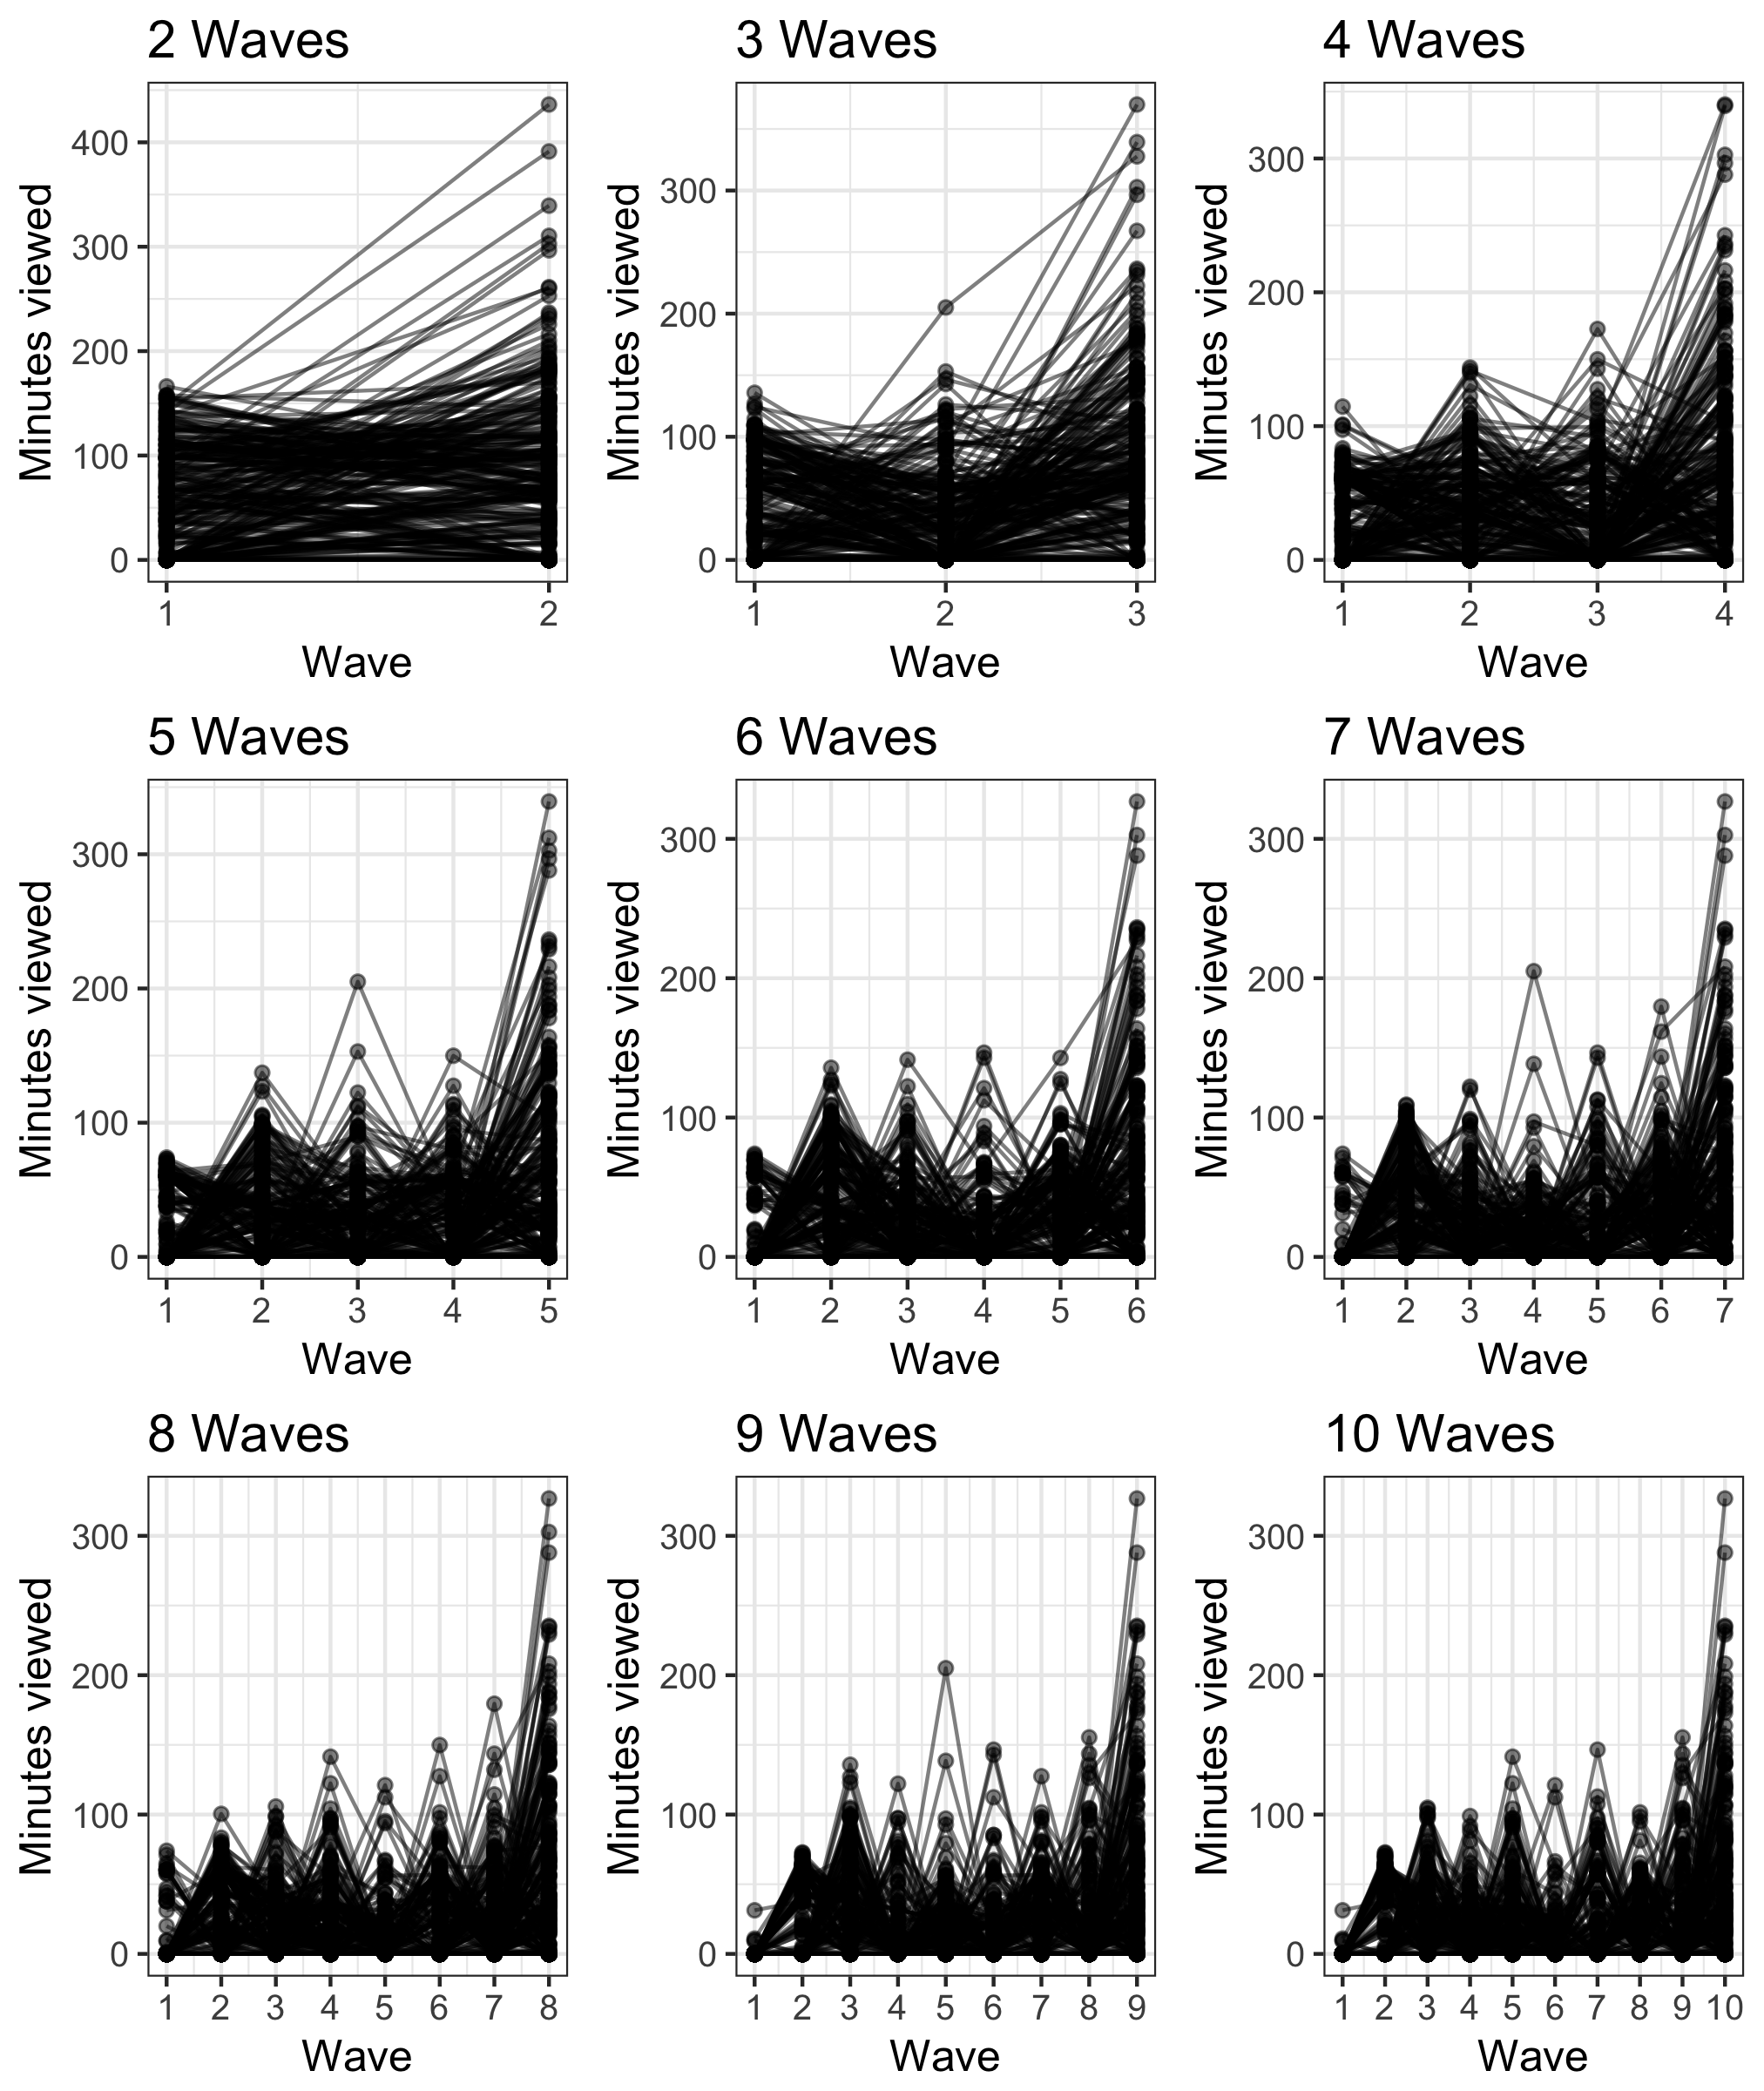 2 Waves 3 Waves 4 Waves
Minutes viewed Minutes viewed Minutes viewed
400 300 300
300 200 200
200 100 100
100 0 0
0
1 2 1 2 3 1 2 3 4
Wave Wave Wave
5 Waves 6 Waves 7 Waves
Minutes viewed Minutes viewed Minutes viewed
300 300 300
200 200 200
100 100 100
0 0 0
1 2 3 4 5 1 2 3 4 5 6 1 2 3 4 5 6 7
Wave Wave Wave
8 Waves 9 Waves 10 Waves
Minutes viewed Minutes viewed Minutes viewed
300 300 300
200 200 200
100 100 100
0 0 0
1 2 3 4 5 6 7 8 1 2 3 4 5 6 7 8 9 1 2 3 4 5 6 7 8 9 10
Wave Wave Wave